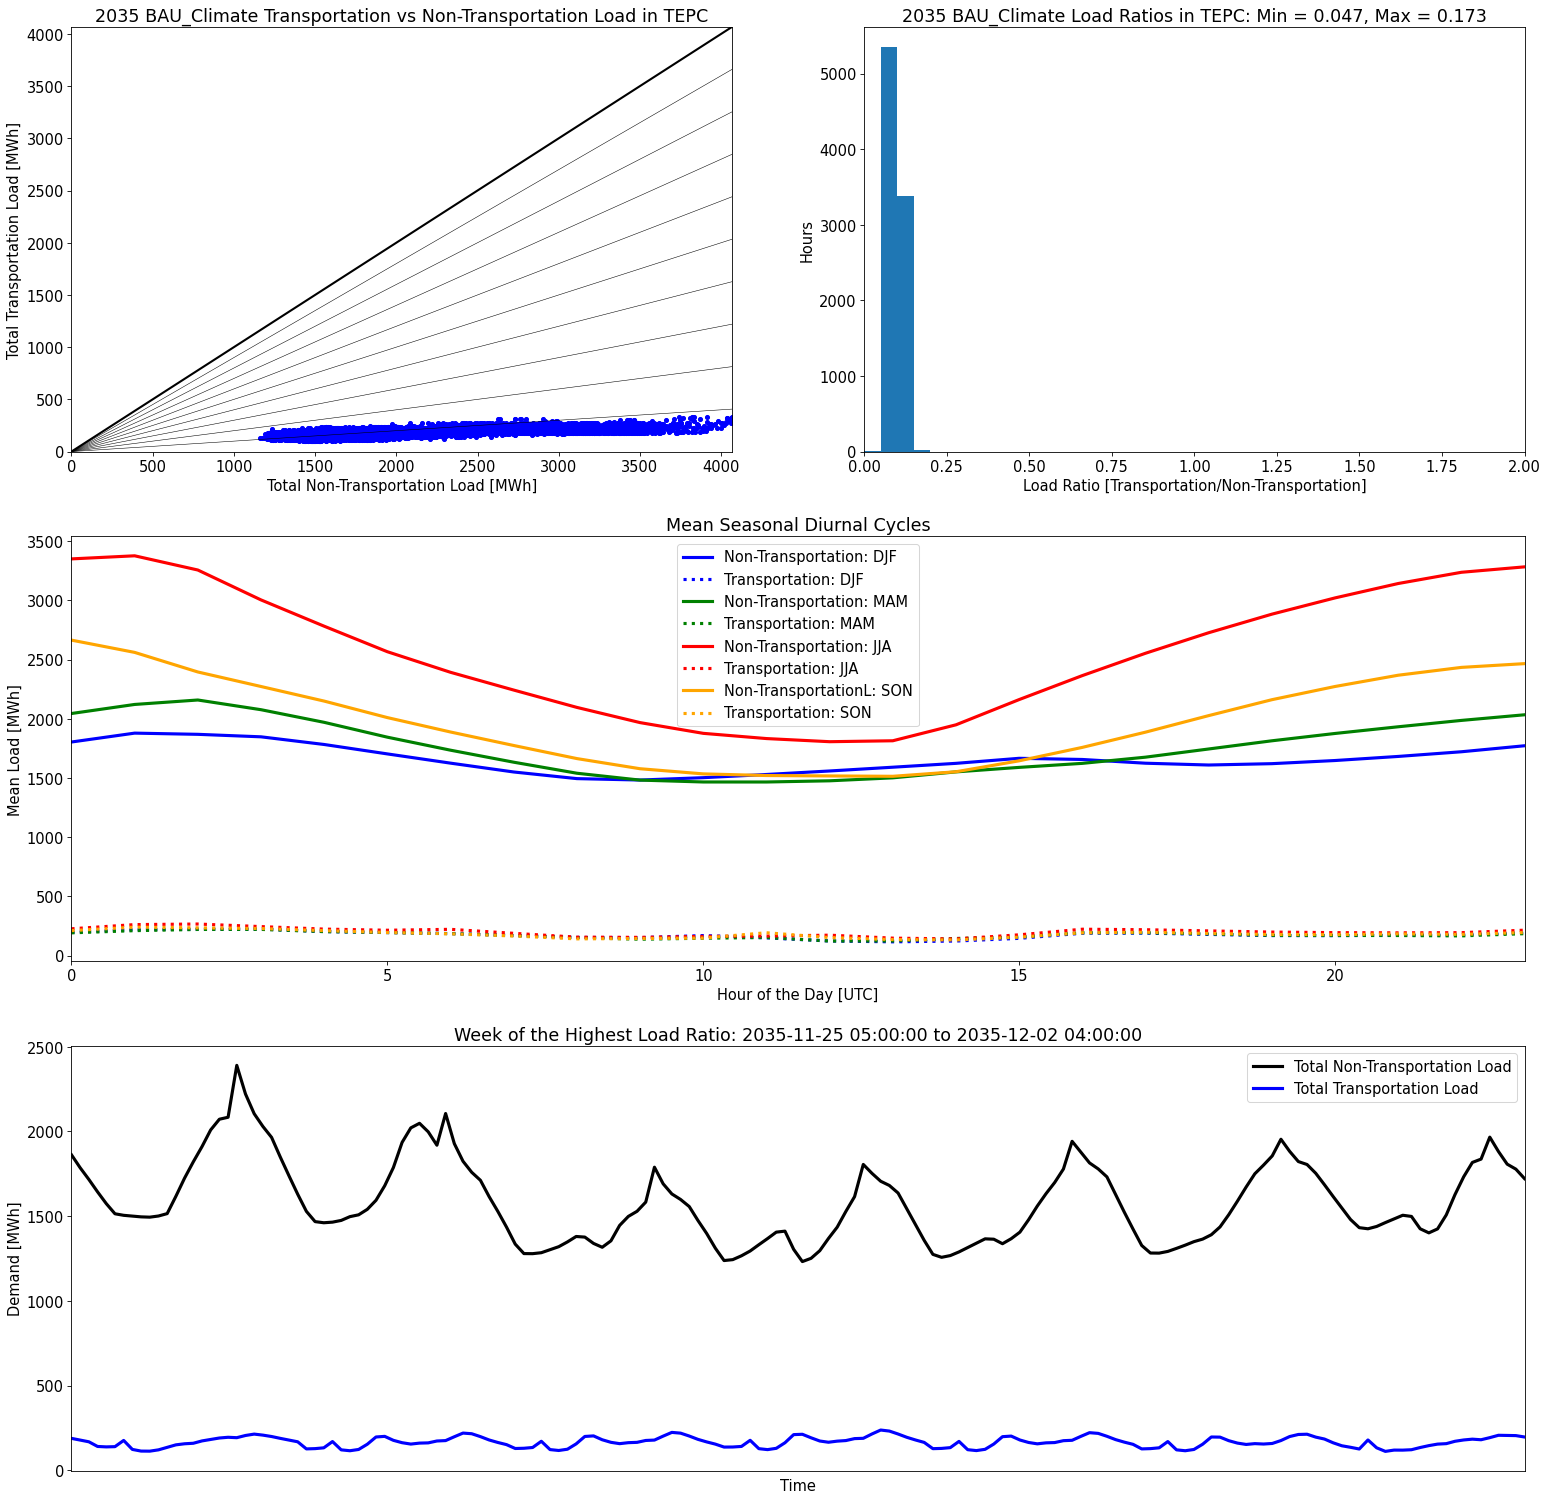 2035 BAU_Climate Transportation vs Non-Transportation Load in TEPC
4000
3500
3000
2500
2000
1500
1000
500
0
Total Transportation Load [MWh]
0 500 1000 1500 2000 2500 3000 3500 4000
Total Non-Transportation Load [MWh]
2035 BAU_Climate Load Ratios in TEPC: Min = 0.047, Max = 0.173
5000
4000
3000
2000
1000
0
Hours
0.00 0.25 0.50 0.75 1.00 1.25 1.50 1.75 2.00
Load Ratio [Transportation/Non-Transportation]
Mean Seasonal Diurnal Cycles
3500
3000
2500
2000
1500
1000
500
0
Mean Load [MWh]
Non-Transportation: DJF
Transportation: DJF
Non-Transportation: MAM
Transportation: MAM
Non-Transportation: JJA
Transportation: JJA
Non-TransportationL: SON
Transportation: SON
0 5 10 15 20
Hour of the Day [UTC]
Week of the Highest Load Ratio: 2035-11-25 05:00:00 to 2035-12-02 04:00:00
2500
2000
1500
1000
500
0
Demand [MWh]
Total Non-Transportation Load
Total Transportation Load
Time